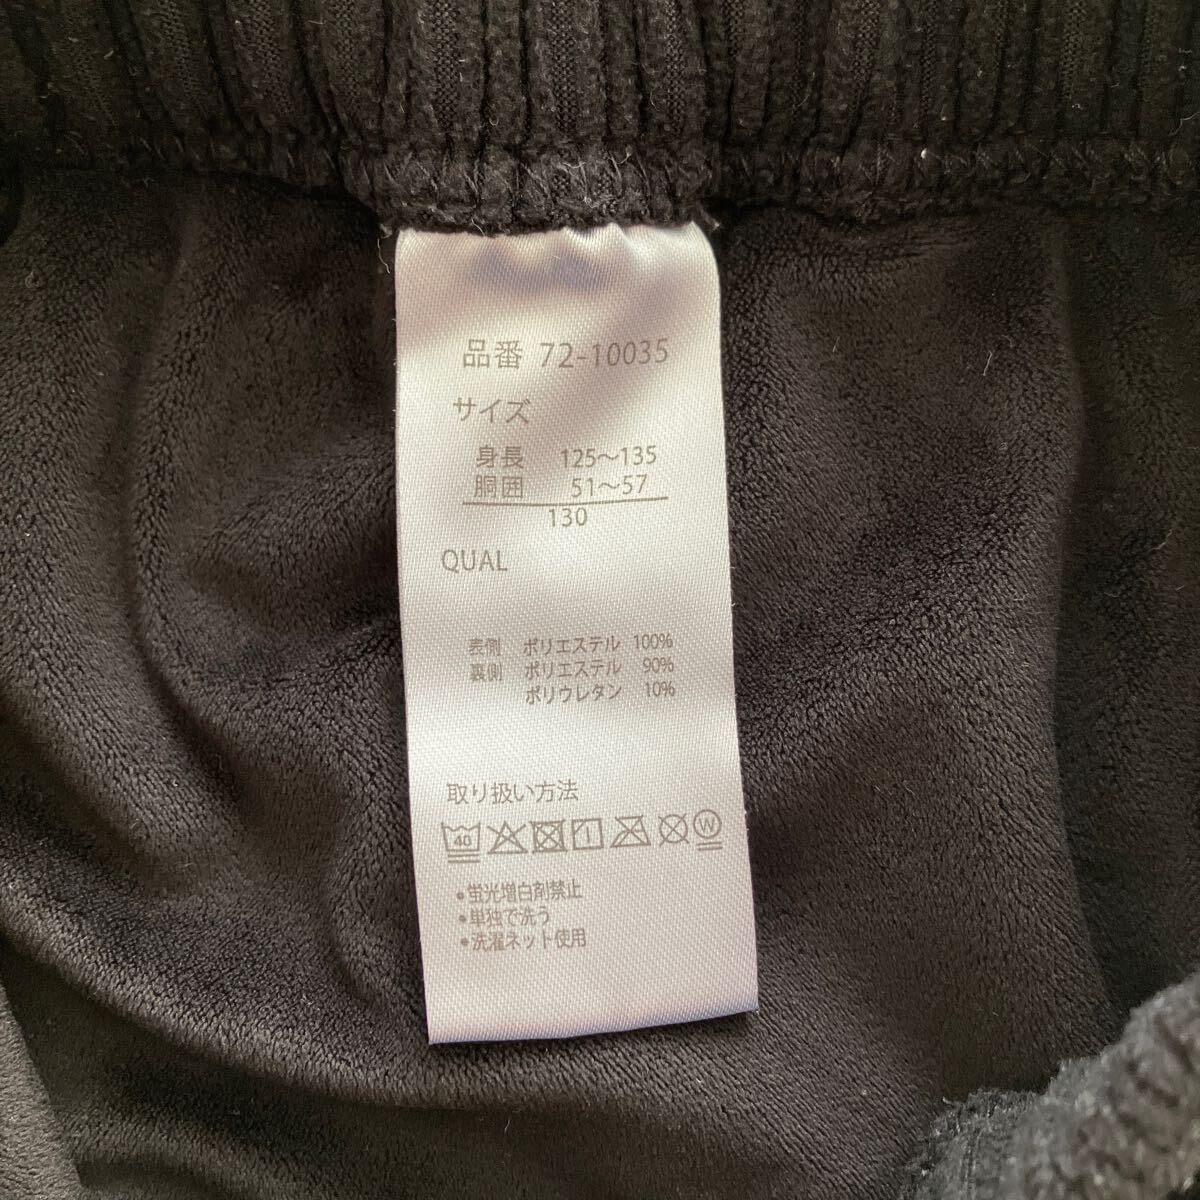 品番 72-10035
サイズ
身長 125～135
胴囲 51～57
130
QUAL
表側 ポリエステル 100%
裏側 ポリエステル 90%
ポリウレタン 10%
取り扱い方法
40 W
•蛍光増白剤禁止
•単独で洗う
•洗濯ネット使用